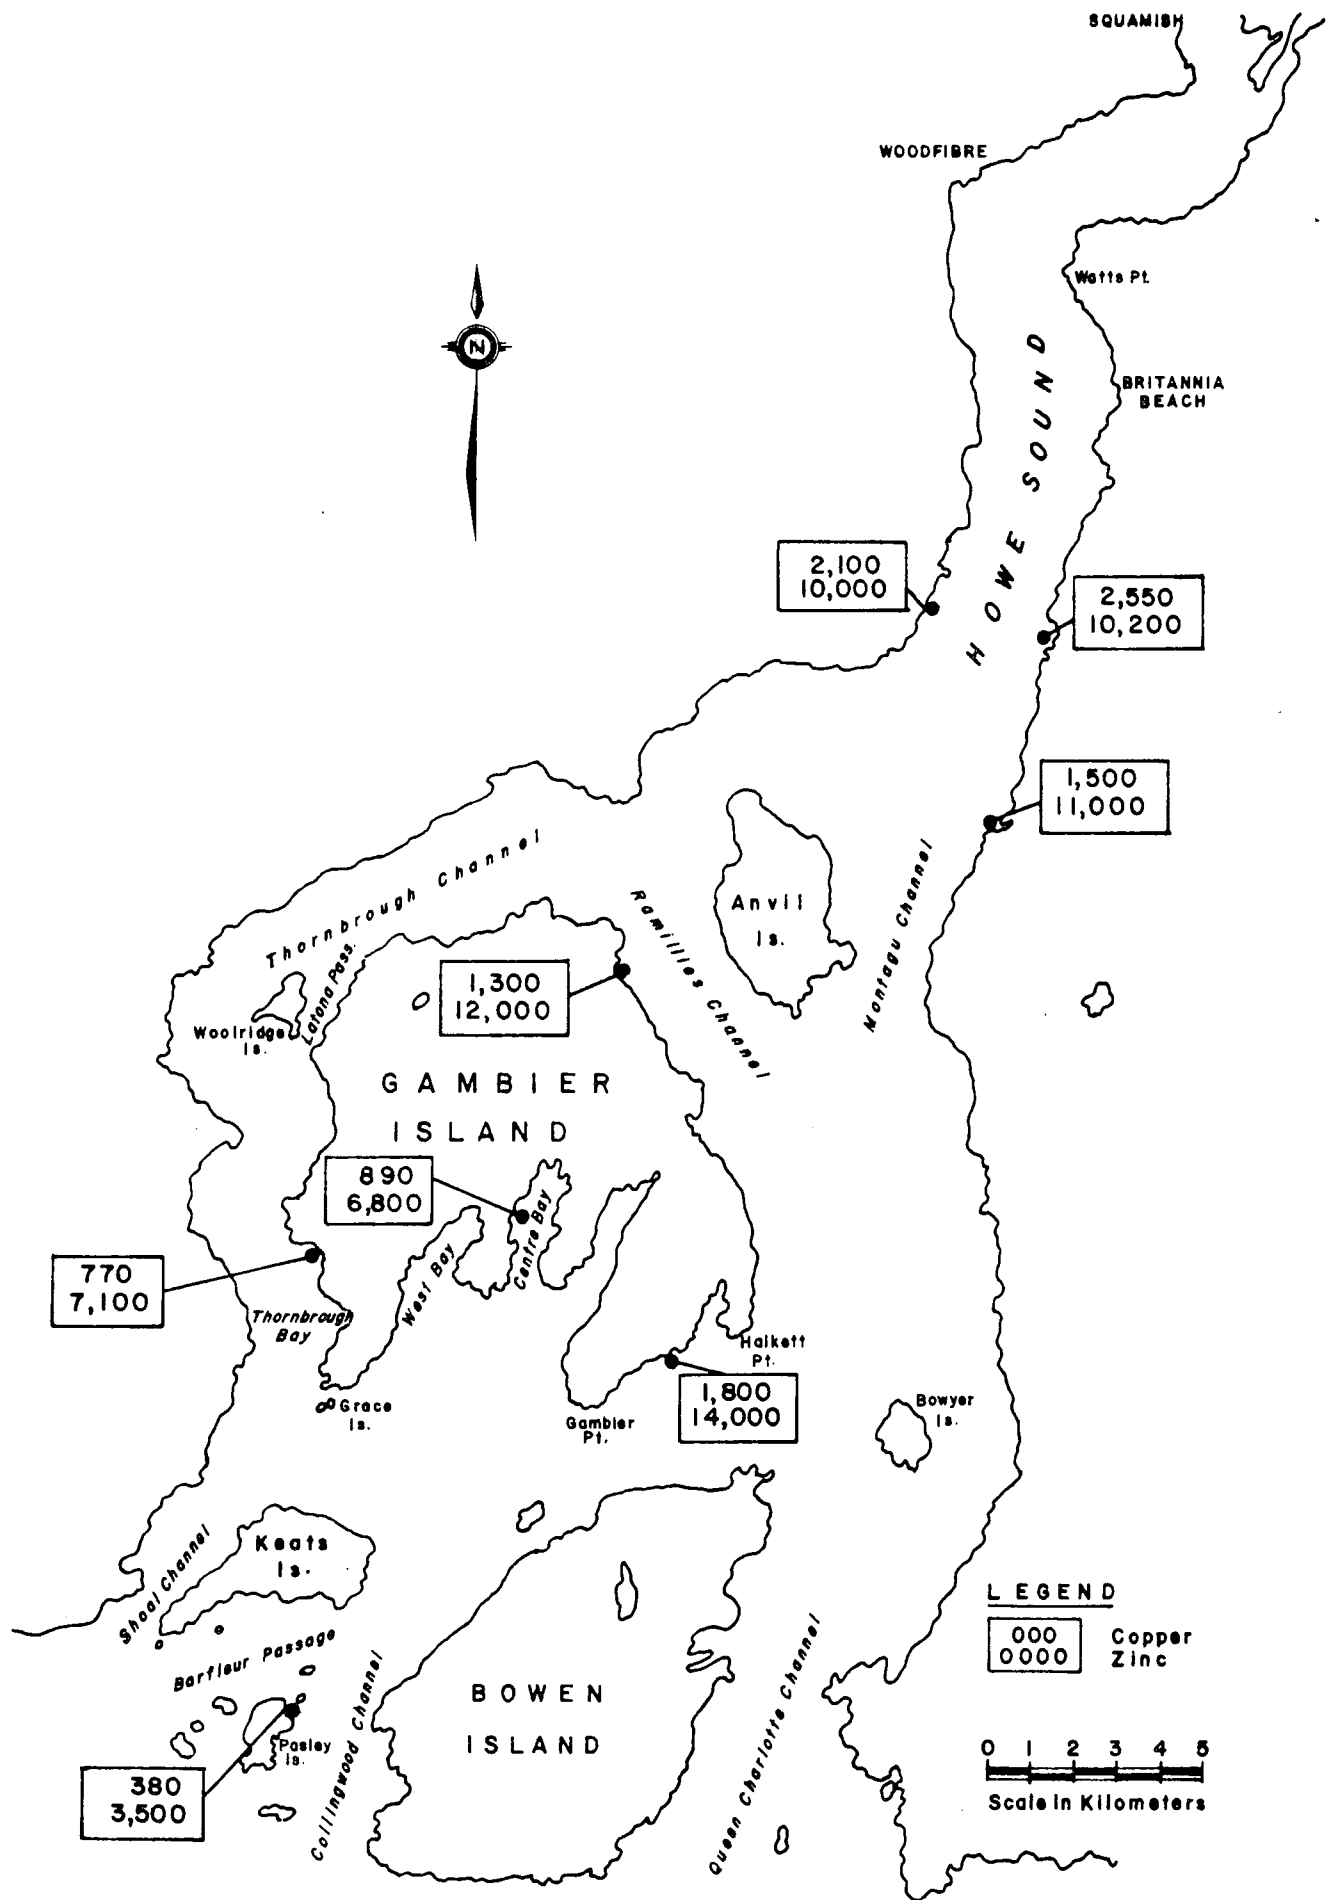 SQUAMISH
WOODFIBRE
Watts Pt.
N
BRITANNIA
BEACH
HOWE SOUND
2,100
10,000
2,550
10,200
1,500
11,000
Thornbrough Channel
Anvil
Is.
Ramillies Channel
Montagu Channel
Latona Pass.
1,300
12,000
Woolridge
Is.
GAMBIER
ISLAND
890
6,800
Centre Bay
West Bay
770
7,100
Thornbrough
Bay
Halkett
Pt.
1,800
14,000
Grace
Is.
Gambier
Pt.
Bowyer
Is.
Shoal Channel
Keats
Is.
LEGEND
000
0000
Copper
Zinc
Barfleur Passage
Collingwood Channel
BOWEN
ISLAND
Queen Charlotte Channel
Pasley
Is.
380
3,500
0 1 2 3 4 5
Scale in Kilometers